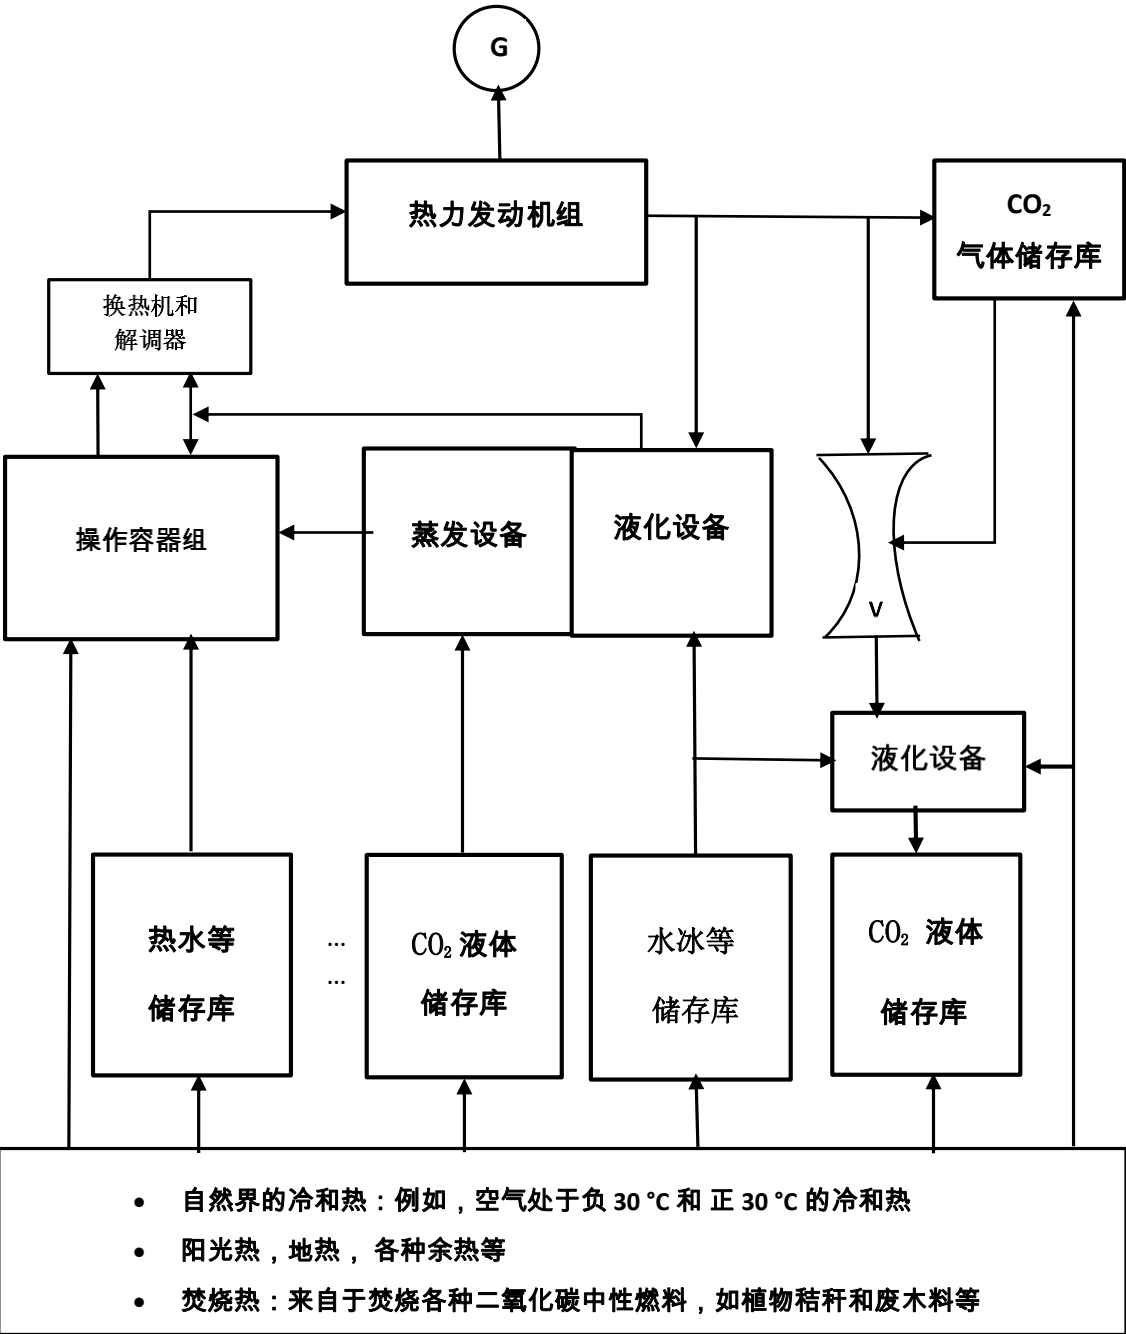 G
热力发动机组
CO₂
气体储存库
换热机和
解调器
操作容器组
蒸发设备
液化设备
V
液化设备
热水等
储存库
...
...
CO₂ 液体
储存库
水冰等
储存库
CO₂ 液体
储存库
• 自然界的冷和热：例如，空气处于负 30 °C 和 正 30 °C 的冷和热
• 阳光热，地热， 各种余热等
• 焚烧热：来自于焚烧各种二氧化碳中性燃料，如植物秸秆和废木料等